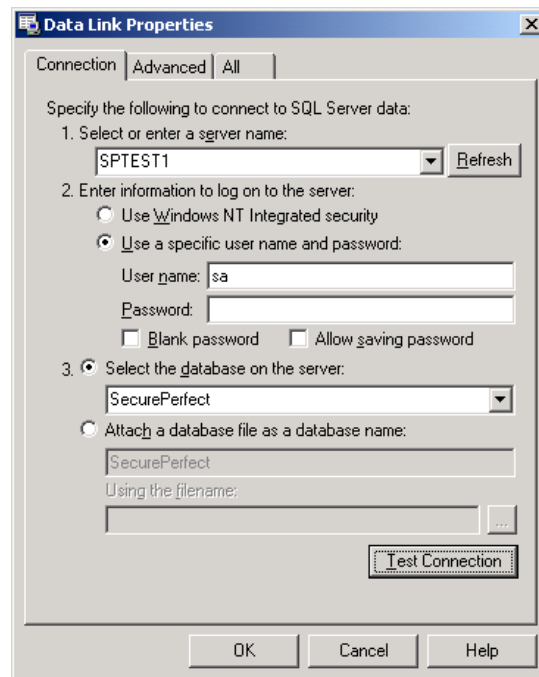 Data Link Properties
Connection Advanced All
Specify the following to connect to SQL Server data:
1. Select or enter a server name:
SPTEST1 Refresh
2. Enter information to log on to the server:
Use Windows NT Integrated security
Use a specific user name and password:
User name: sa
Password:
Blank password Allow saving password
3. Select the database on the server:
SecurePerfect
Attach a database file as a database name:
SecurePerfect
Using the filename:
...
Test Connection
OK Cancel Help